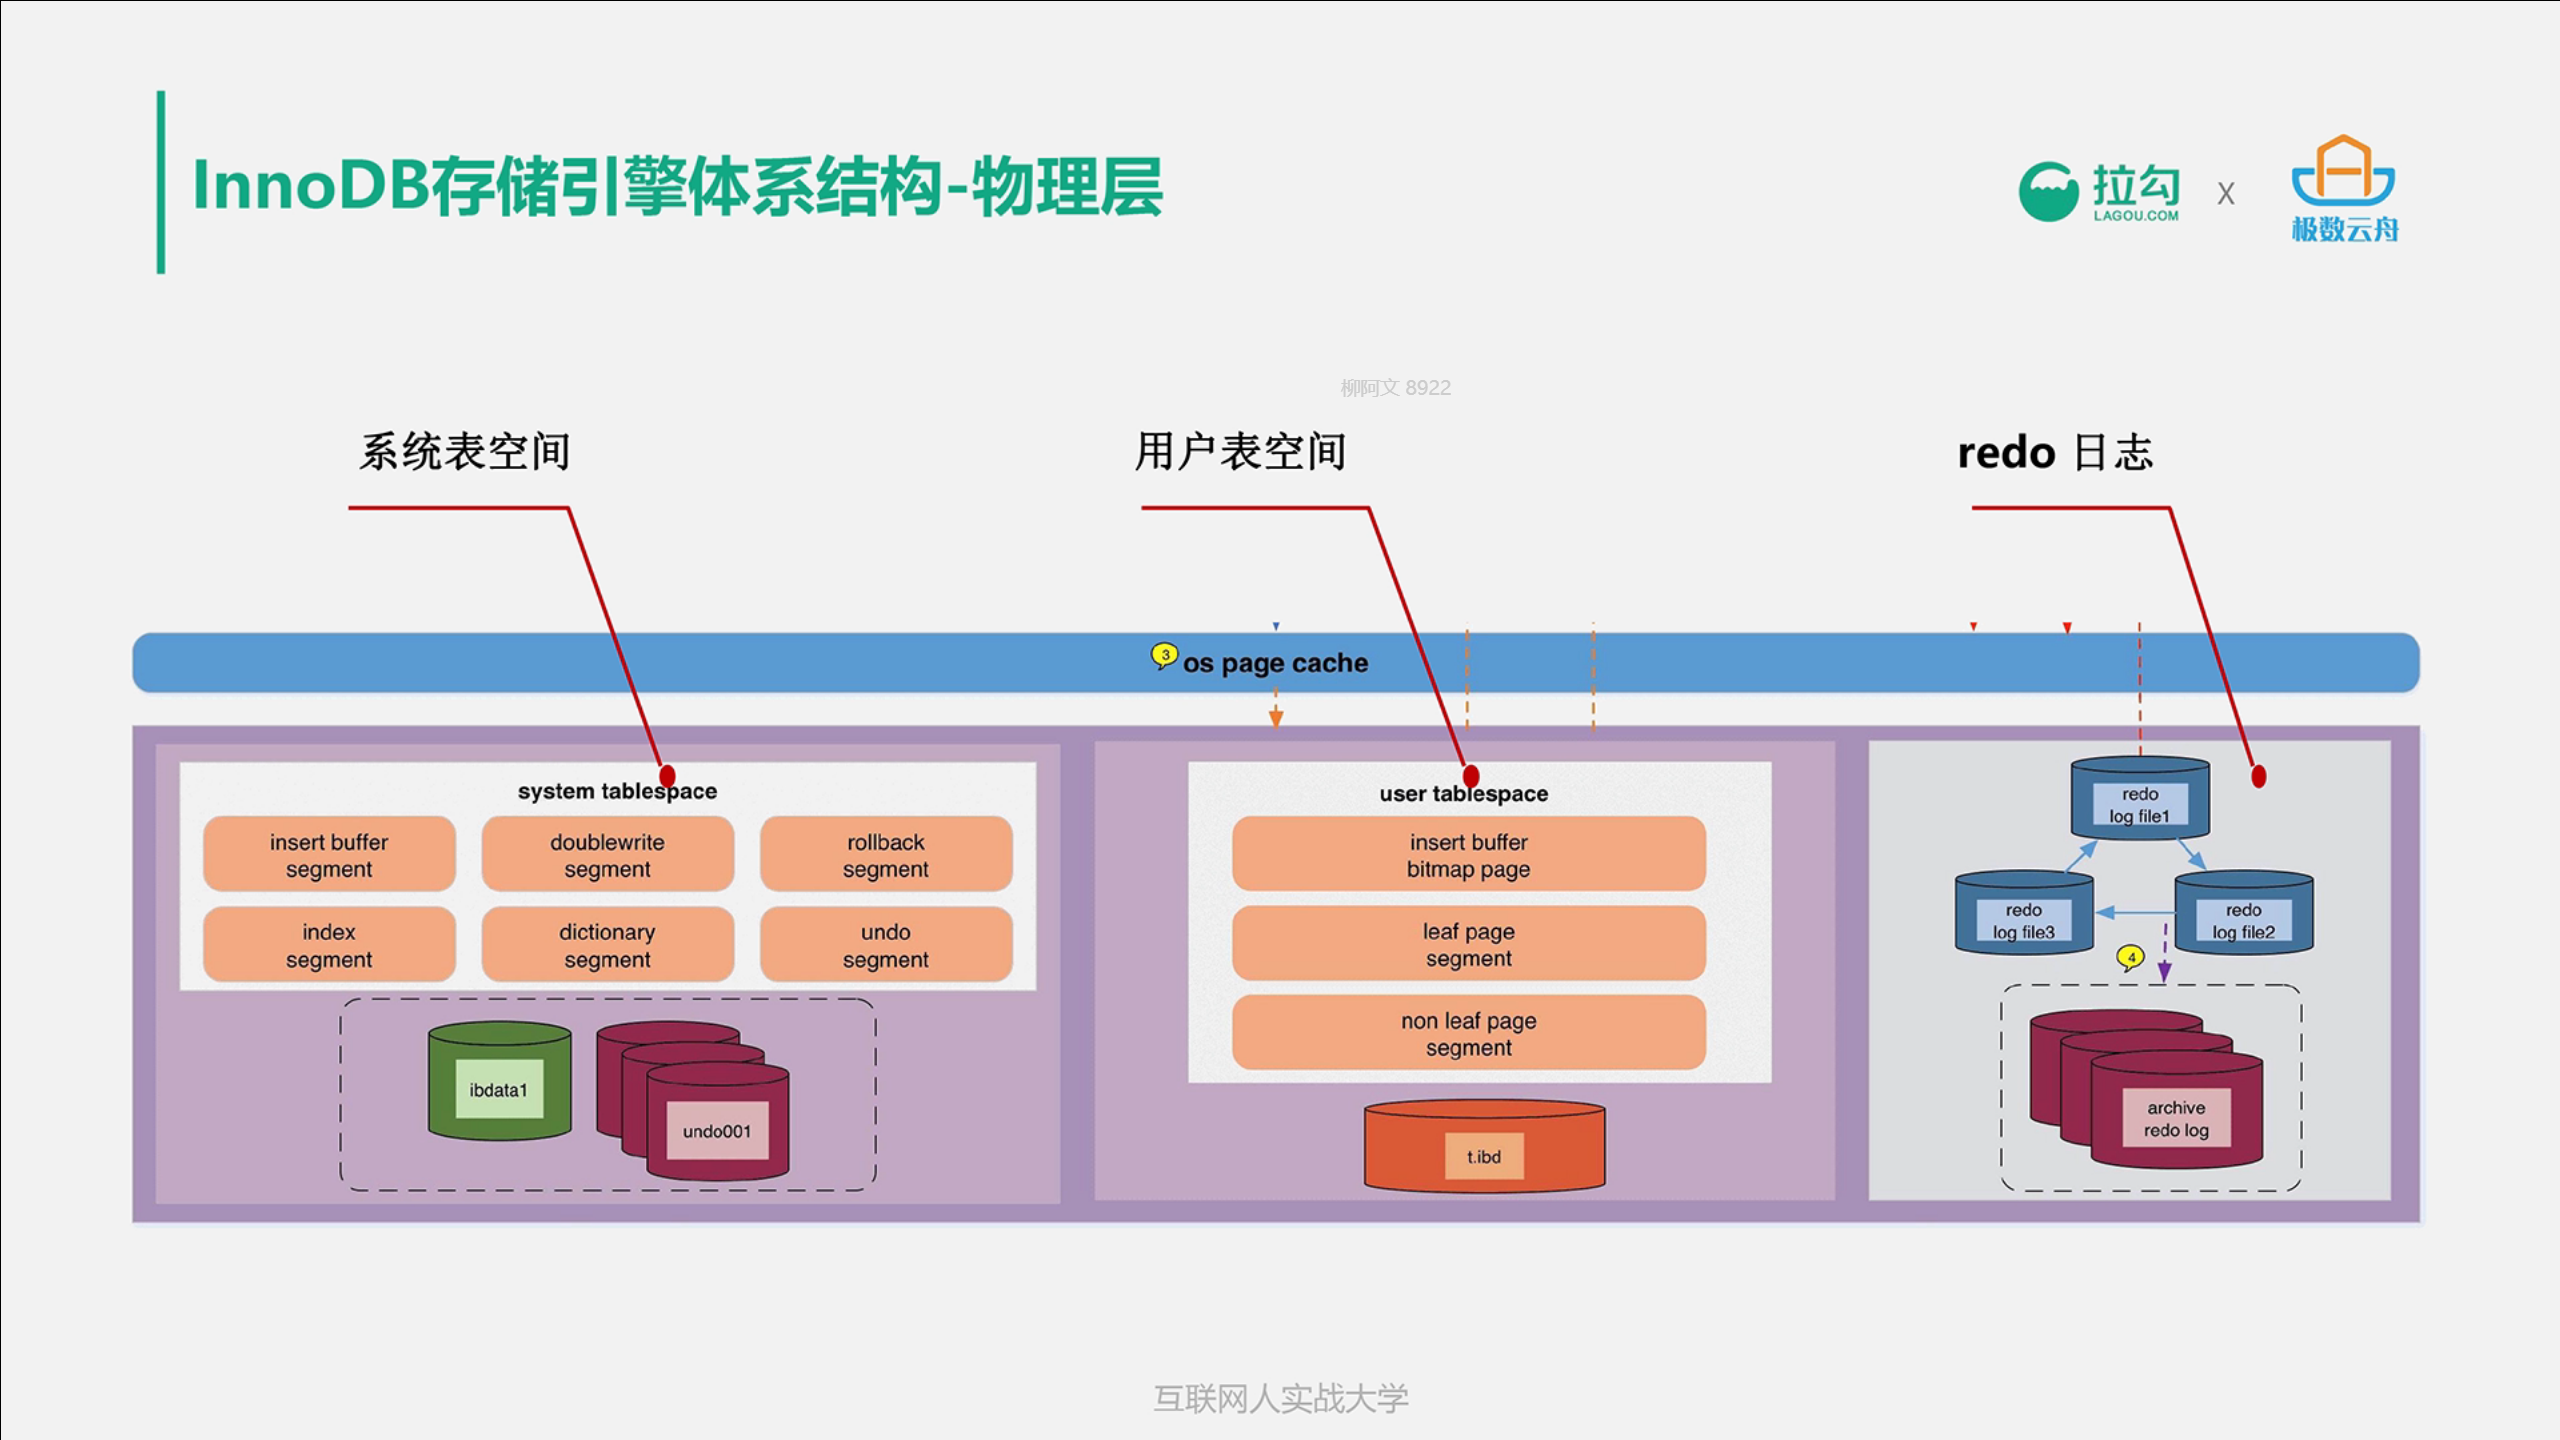 InnoDB存储引擎体系结构-物理层
拉勾
LAGOU.COM
X
极数云舟
柳阿文 8922
系统表空间
用户表空间
redo 日志
3
os page cache
system tablespace
insert buffer
segment
doublewrite
segment
rollback
segment
index
segment
dictionary
segment
undo
segment
ibdata1
undo001
user tablespace
insert buffer
bitmap page
leaf page
segment
non leaf page
segment
t.ibd
redo
log file1
redo
log file3
redo
log file2
4
archive
redo log
互联网人实战大学